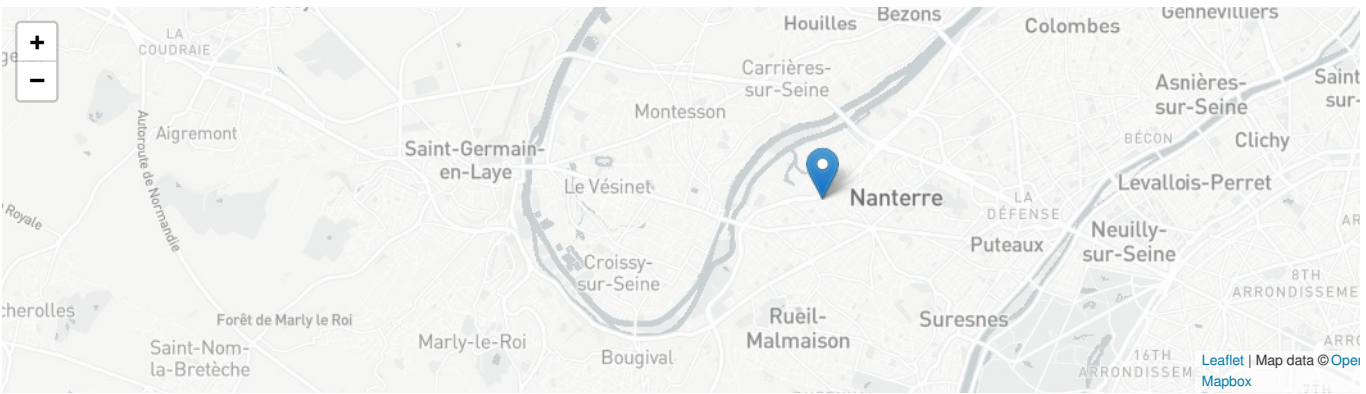 Houilles
Bezons
Colombes
Gennevilliers
+
−
LA
COUDRAIE
Carrières-
sur-Seine
Asnières-
sur-Seine
Saint
sur-
Montesson
Aigremont
Autoroute de Normandie
BÉCON
Clichy
Saint-Germain-
en-Laye
Le Vésinet
Nanterre
LA
DÉFENSE
Levallois-Perret
Royale
Puteaux
Neuilly-
sur-Seine
Croissy-
sur-Seine
8TH
ARRONDISSEME
cherolles
Forêt de Marly le Roi
Rueil-
Malmaison
Suresnes
Marly-le-Roi
Saint-Nom-
la-Bretèche
Bougival
16TH
ARRONDISSEM
Leaflet | Map data © Oper
Mapbox